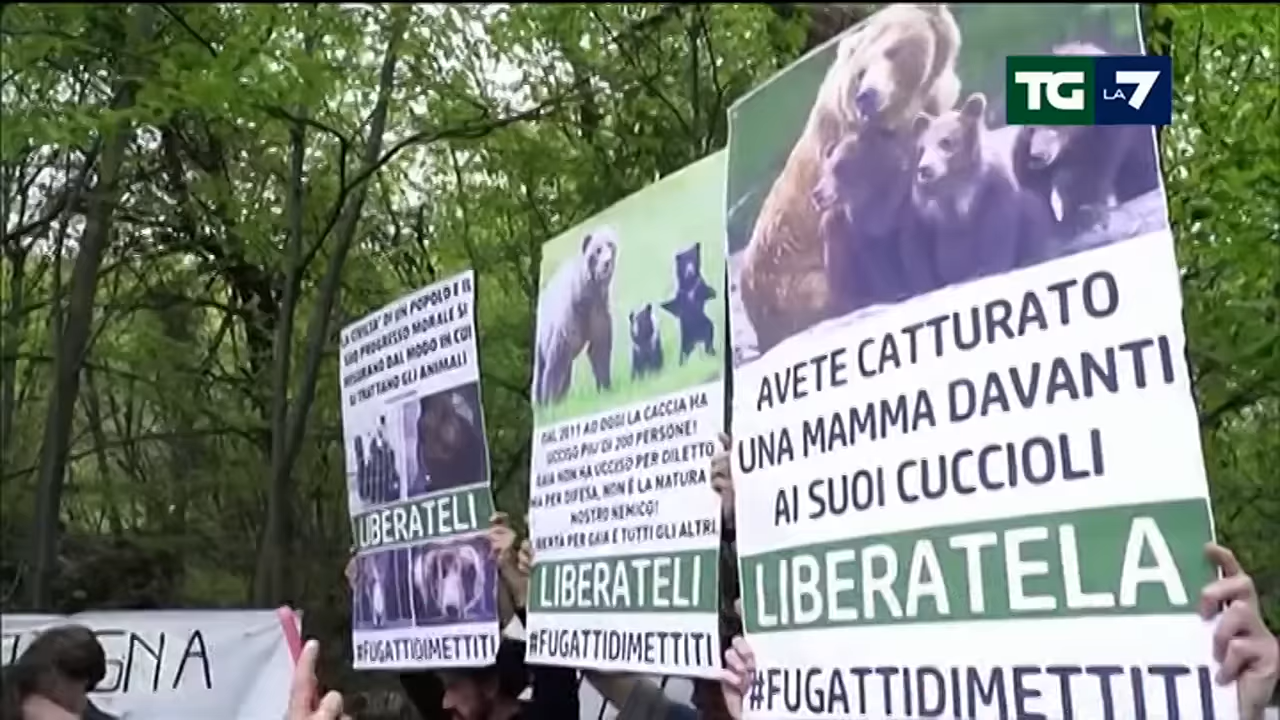 TG LA7
LA CIVILTA' DI UN POPOLO E IL
SUO PROGRESSO MORALE SI
MISURANO DAL MODO IN CUI
SI TRATTANO GLI ANIMALI
LIBERATELI
#FUGATTIDIMETTITI
DAL 2011 AD OGGI LA CACCIA HA
UCCISO PIU' DI 200 PERSONE!
GAIA NON HA UCCISO PER DILETTO
MA PER DIFESA, NON È LA NATURA
NOSTRO NEMICO!
PER GAIA E TUTTI GLI ALTRI
LIBERATELI
#FUGATTIDIMETTITI
AVETE CATTURATO
UNA MAMMA DAVANTI
AI SUOI CUCCIOLI
LIBERATELA
#FUGATTIDIMETTITI
GNA